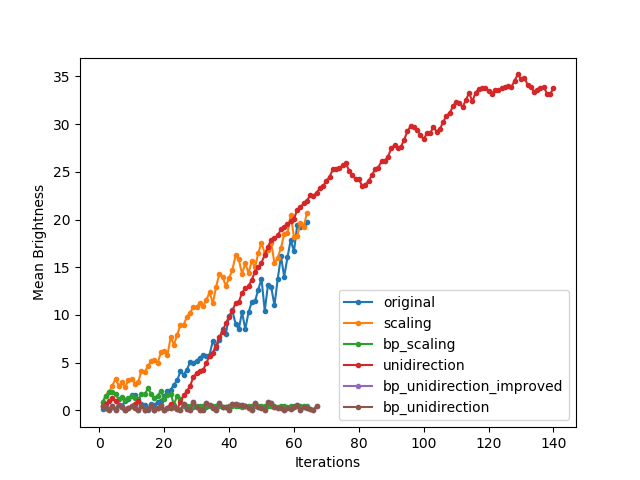 35
30
25
20
15
10
5
0
Mean Brightness
original
scaling
bp_scaling
unidirection
bp_unidirection_improved
bp_unidirection
0 20 40 60 80 100 120 140
Iterations